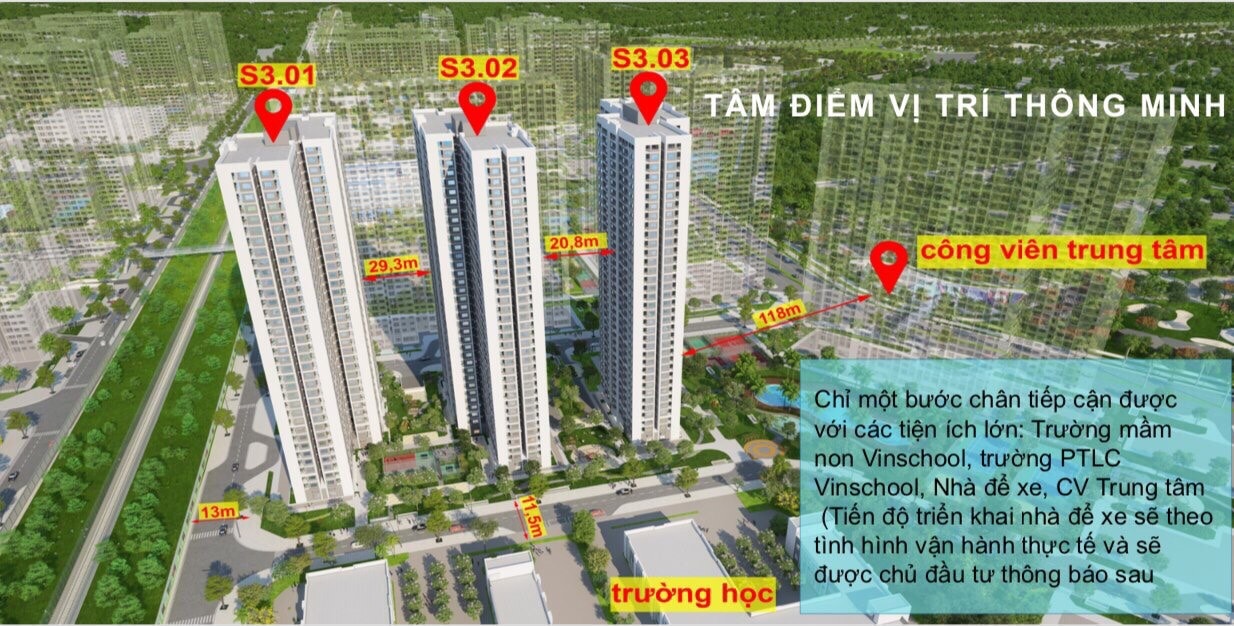 S3.01
S3.02
S3.03
TÂM ĐIỂM VỊ TRÍ THÔNG MINH
20,8m
29,3m
công viên trung tâm
118m
Chỉ một bước chân tiếp cận được
với các tiện ích lớn: Trường mầm
non Vinschool, trường PTLC
Vinschool, Nhà để xe, CV Trung tâm
(Tiến độ triển khai nhà để xe sẽ theo
tình hình vận hành thực tế và sẽ
được chủ đầu tư thông báo sau
13m
11,5m
trường học